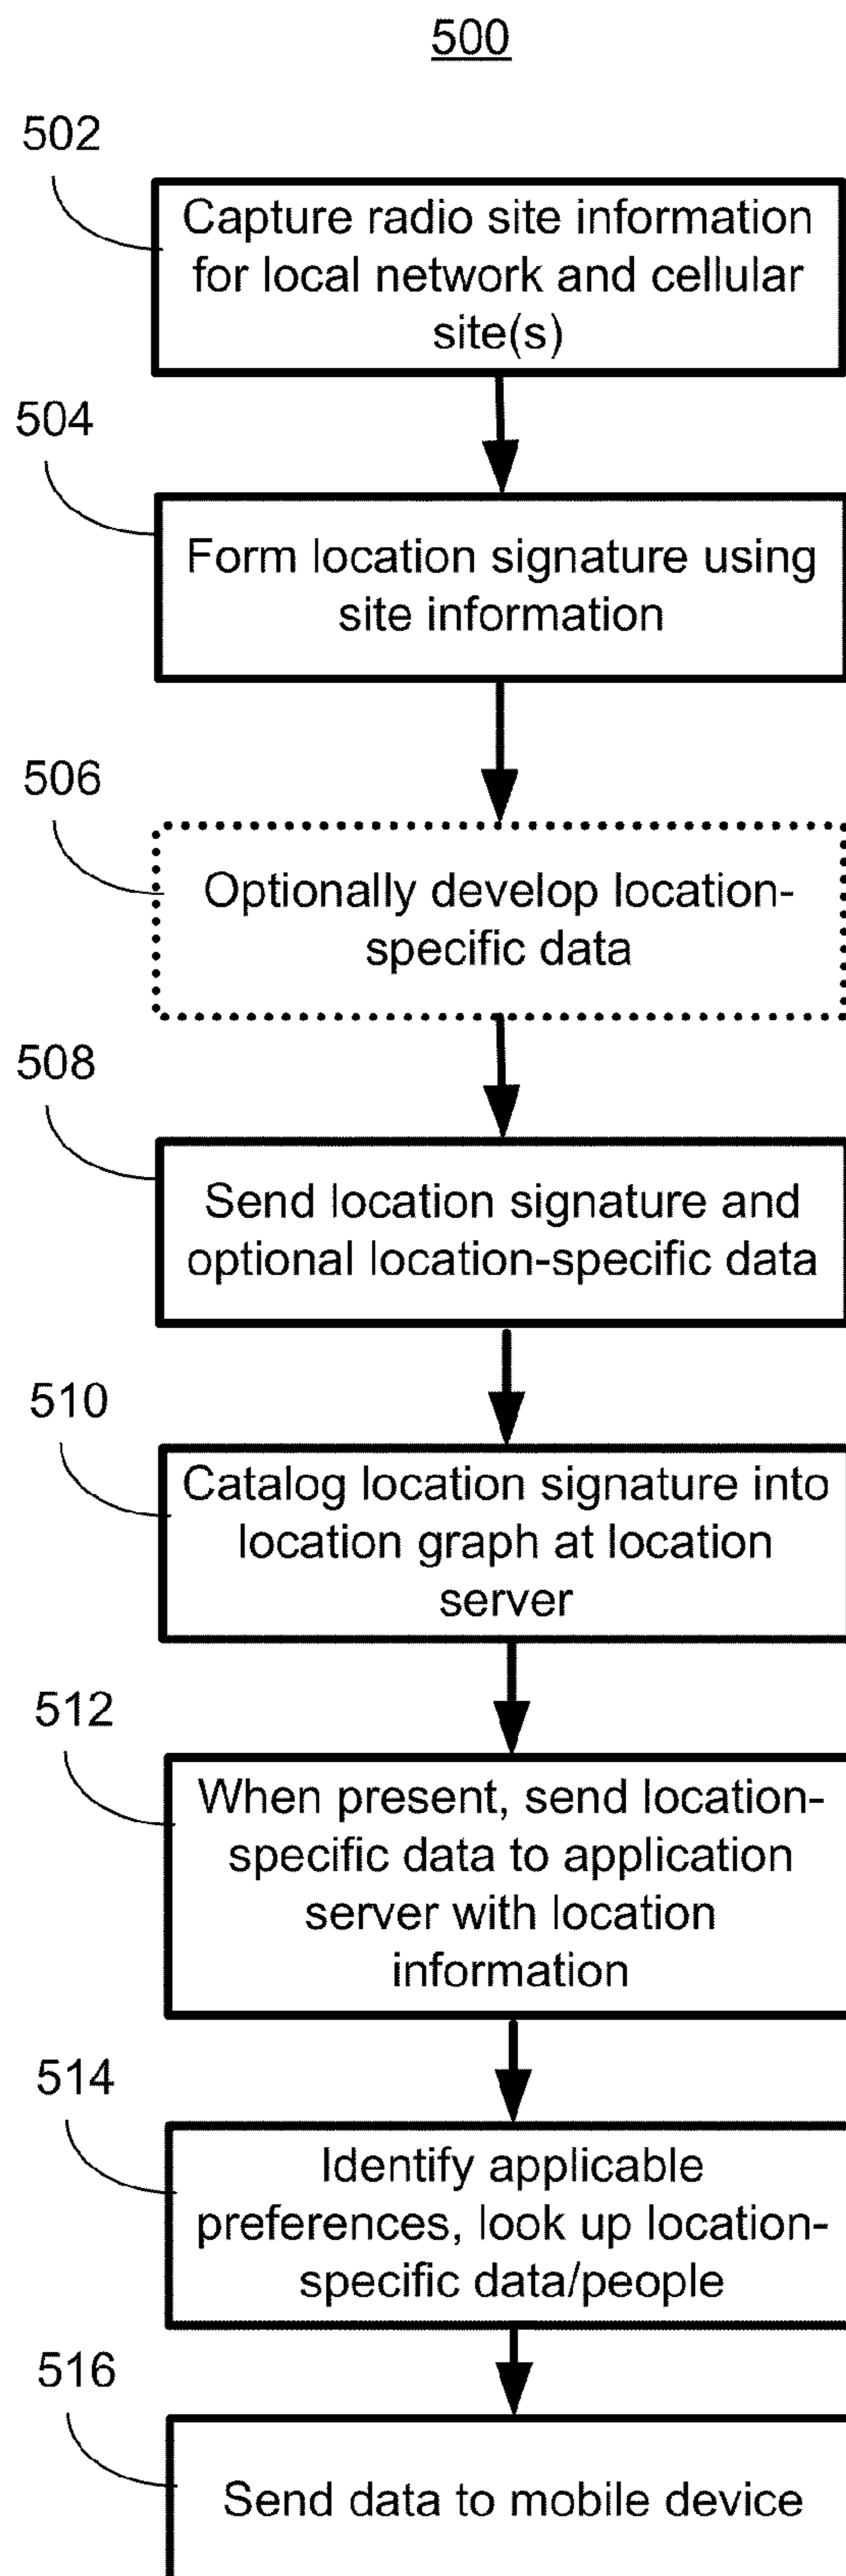 500
502
Capture radio site information
for local network and cellular
site(s)
504
Form location signature using
site information
506
Optionally develop location-
specific data
508
Send location signature and
optional location-specific data
510
Catalog location signature into
location graph at location
server
512
When present, send location-
specific data to application
server with location
information
514
Identify applicable
preferences, look up location-
specific data/people
516
Send data to mobile device